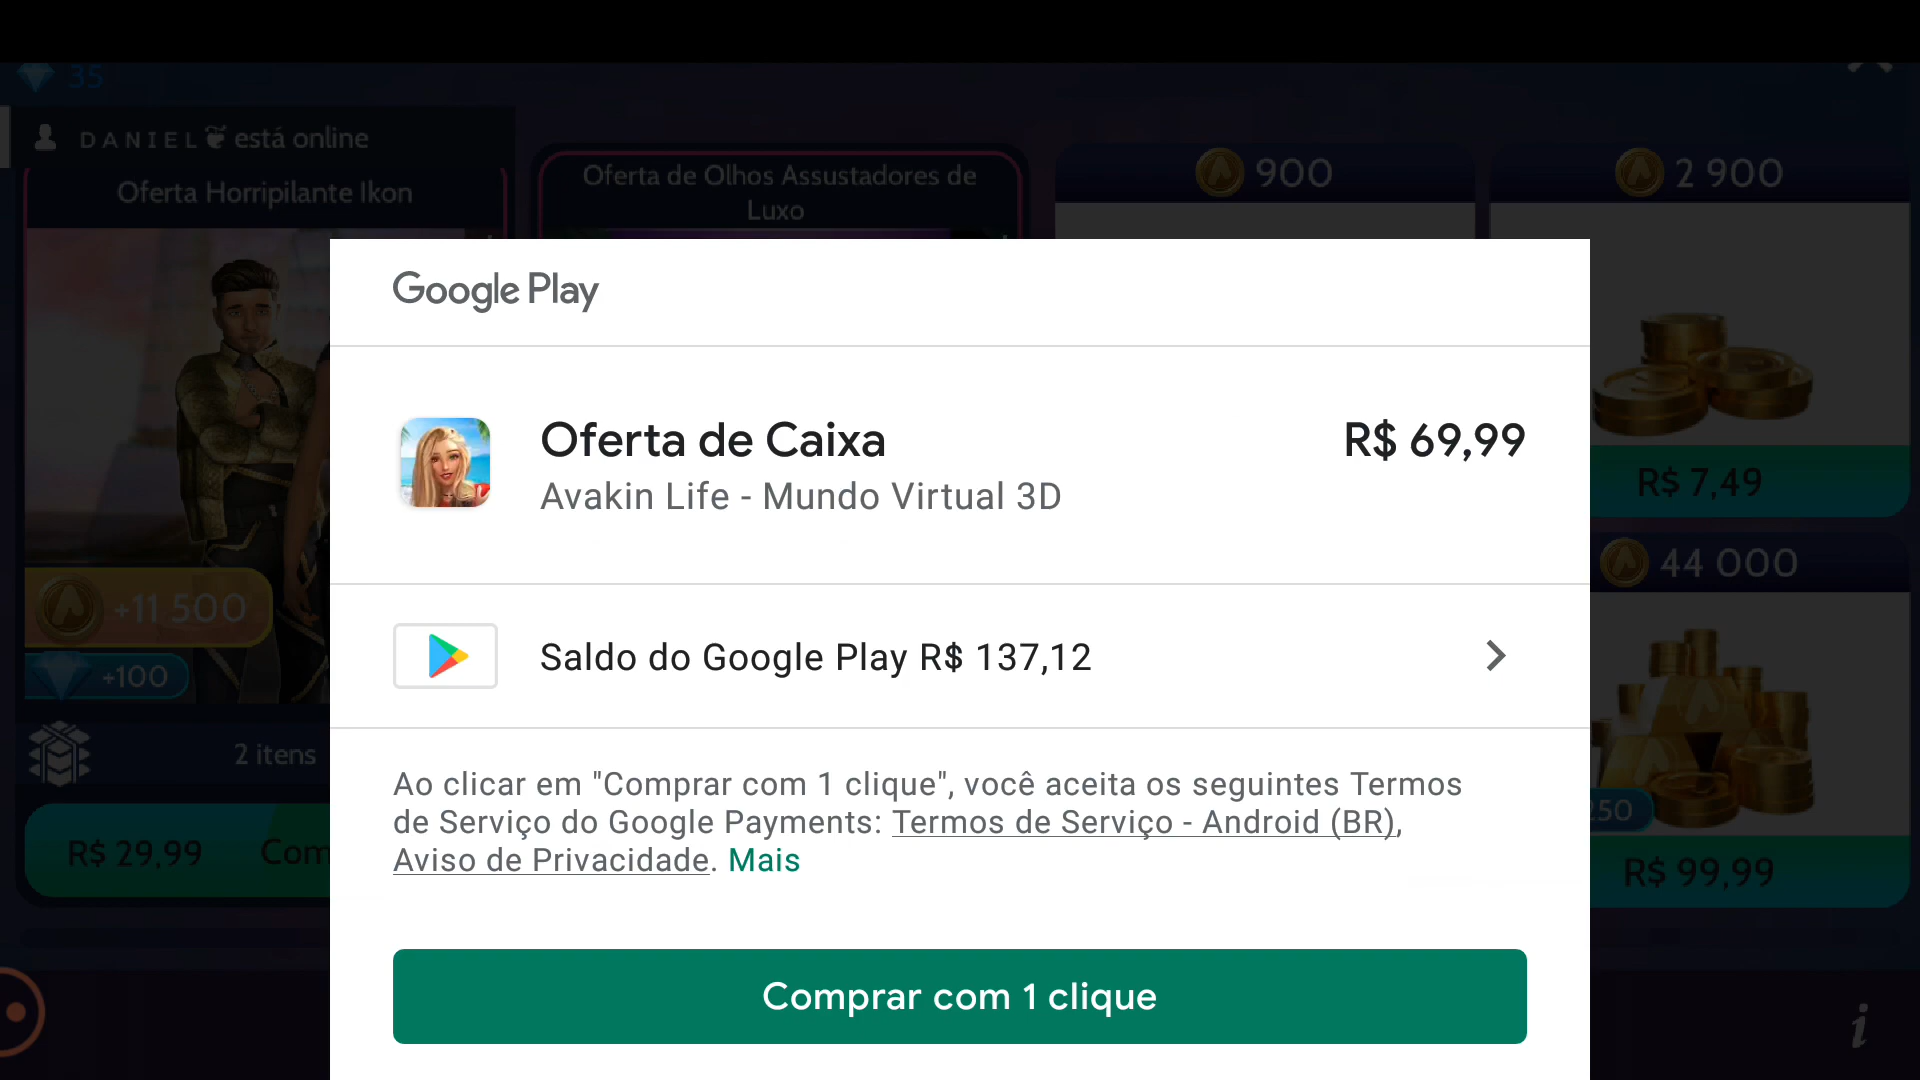 35
DANIEL está online
Oferta Horripilante Ikon
Oferta de Olhos Assustadores de
Luxo
900
2 900
Google Play
Oferta de Caixa
R$ 69,99
Avakin Life - Mundo Virtual 3D
R$ 7,49
44 000
+11 500
Saldo do Google Play R$ 137,12
+100
2 itens
Ao clicar em "Comprar com 1 clique", você aceita os seguintes Termos
de Serviço do Google Payments: Termos de Serviço - Android (BR),
Aviso de Privacidade. Mais
250
R$ 29,99
Com
R$ 99,99
Comprar com 1 clique
i